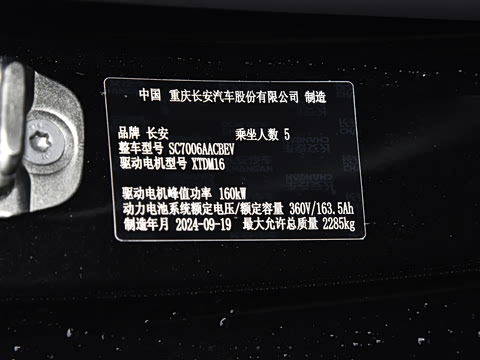 中国 重庆长安汽车股份有限公司 制造
品牌 长安 乘坐人数 5
整车型号 SC7006AACBEV
驱动电机型号 XTDM16
驱动电机峰值功率 160kW
动力电池系统额定电压/额定容量 360V/163.5Ah
制造年月 2024-09-19 最大允许总质量 2285kg